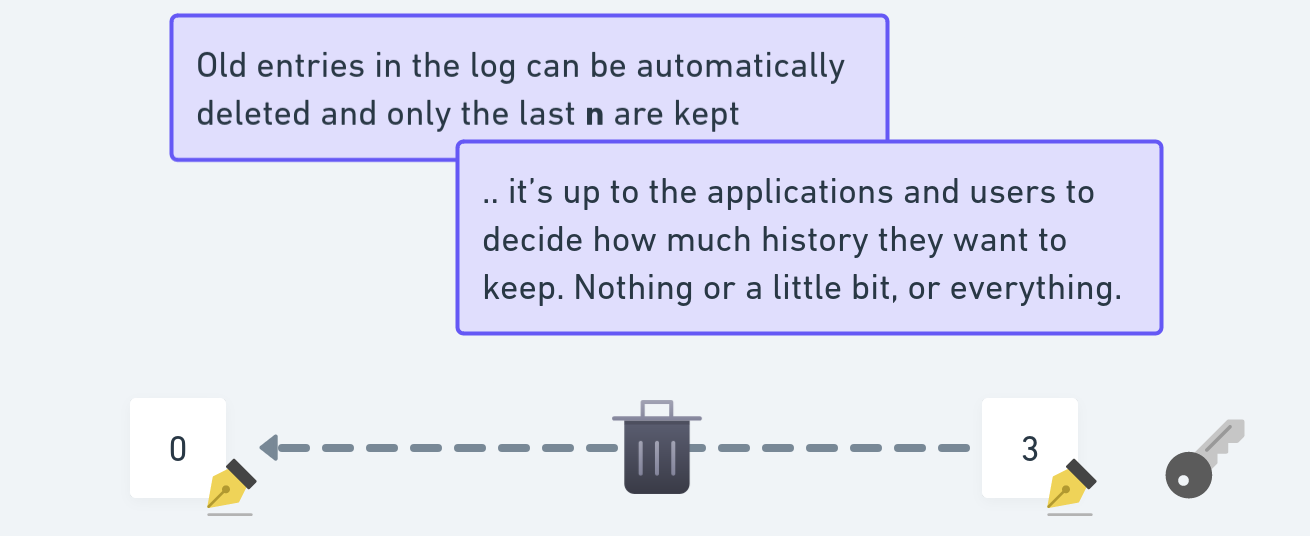 Old entries in the log can be automatically
deleted and only the last n are kept
.. it’s up to the applications and users to
decide how much history they want to
keep. Nothing or a little bit, or everything.
0
3